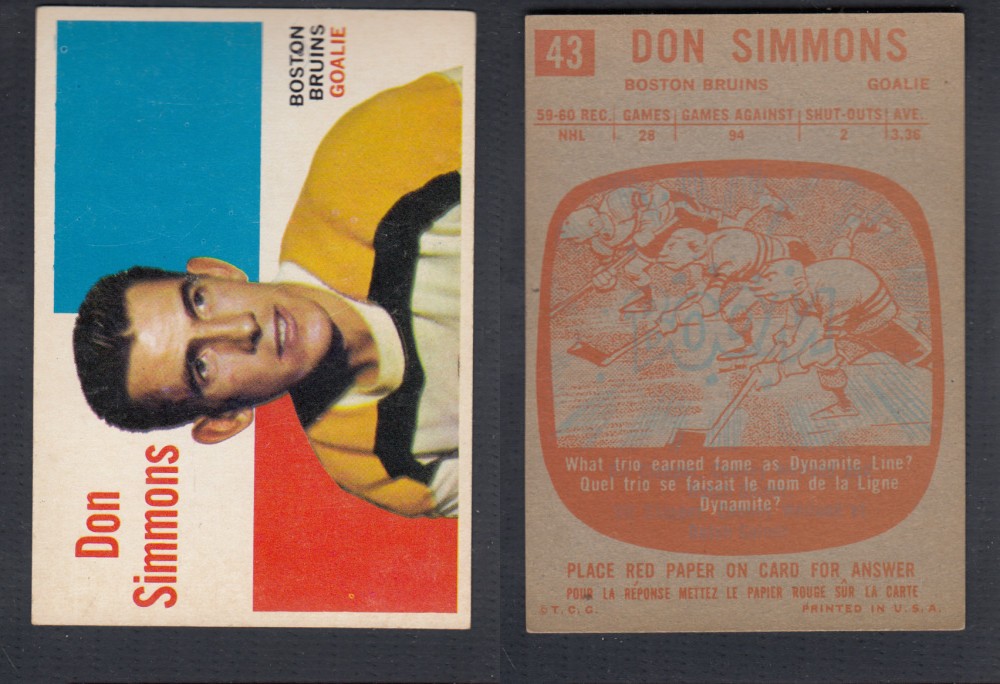 Don
Simmons
BOSTON
BRUINS
GOALIE
43 DON SIMMONS
BOSTON BRUINS GOALIE
59-60 REC. GAMES GAMES AGAINST SHUT-OUTS AVE.
NHL 28 94 2 3.36
What trio earned fame as Dynamite Line?
Quel trio se faisait le nom de la Ligne
Dynamite?
PLACE RED PAPER ON CARD FOR ANSWER
POUR LA RÉPONSE METTEZ LE PAPIER ROUGE SÛR LA CARTE
©T.C.G. PRINTED IN U.S.A.